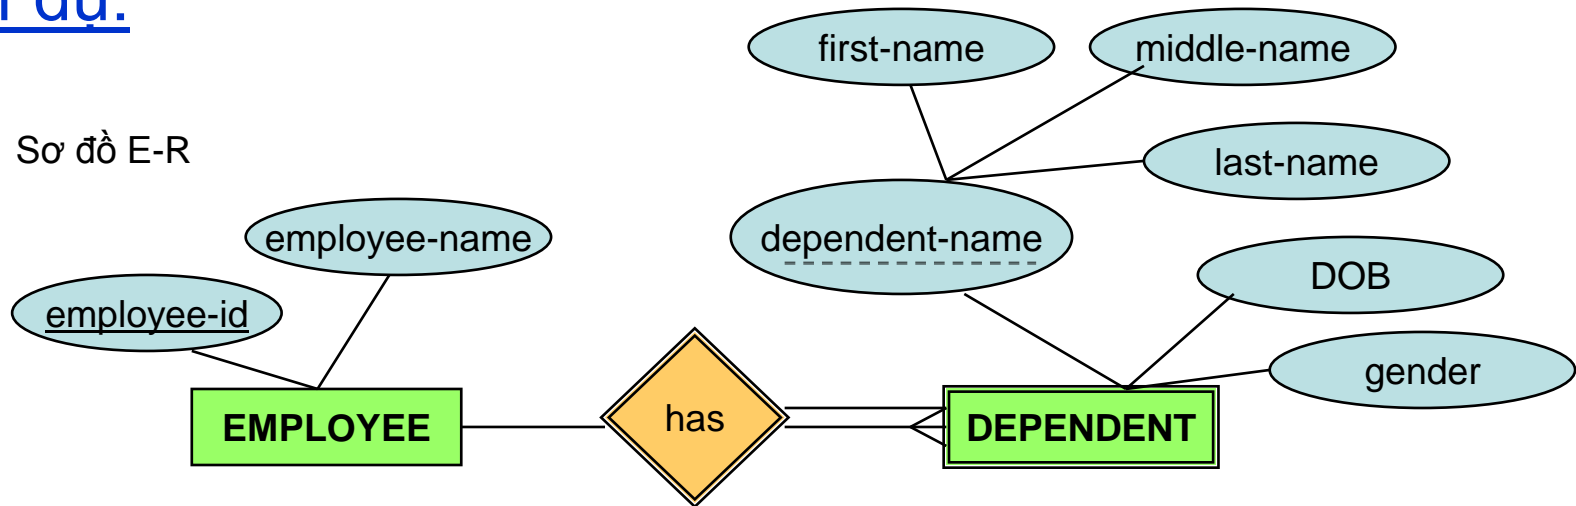 dụ:
first-name
middle-name
Sơ đồ E-R
last-name
employee-name
dependent-name
employee-id
DOB
gender
EMPLOYEE
has
DEPENDENT